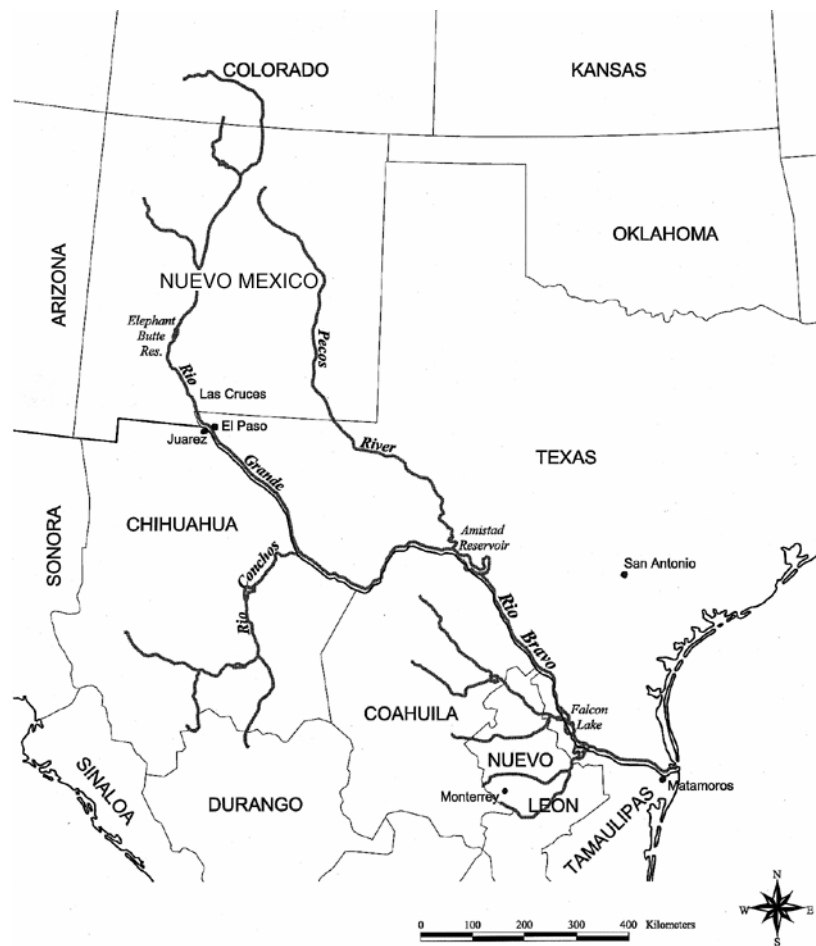 COLORADO
KANSAS
OKLAHOMA
ARIZONA
NUEVO MEXICO
Elephant
Butte
Res.
Pecos
Rio
Las Cruces
El Paso
Juarez
River
TEXAS
Grande
SONORA
CHIHUAHUA
Amistad
Reservoir
Conchos
San Antonio
Rio
Rio
Bravo
COAHUILA
Falcon
Lake
SINALOA
NUEVO
DURANGO
Monterrey
LEÓN
Matamoros
TAMAULIPAS
N
W
E
S
0 100 200 300 400 Kilometers